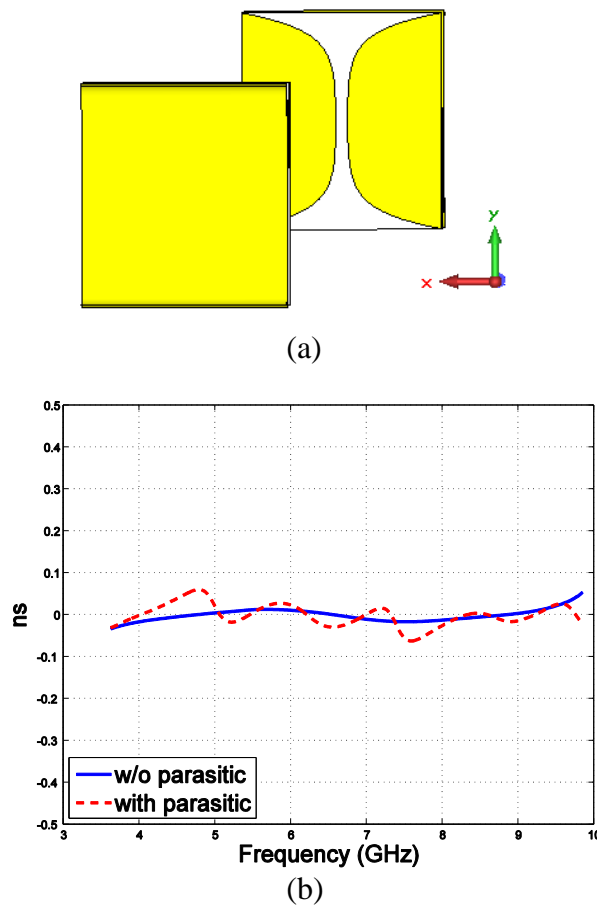 y
x
(a)
0.5
0.4
0.3
0.2
0.1
0
-0.1
-0.2
-0.3
-0.4
-0.5
ns
w/o parasitic
with parasitic
3 4 5 6 7 8 9 10
Frequency (GHz)
(b)